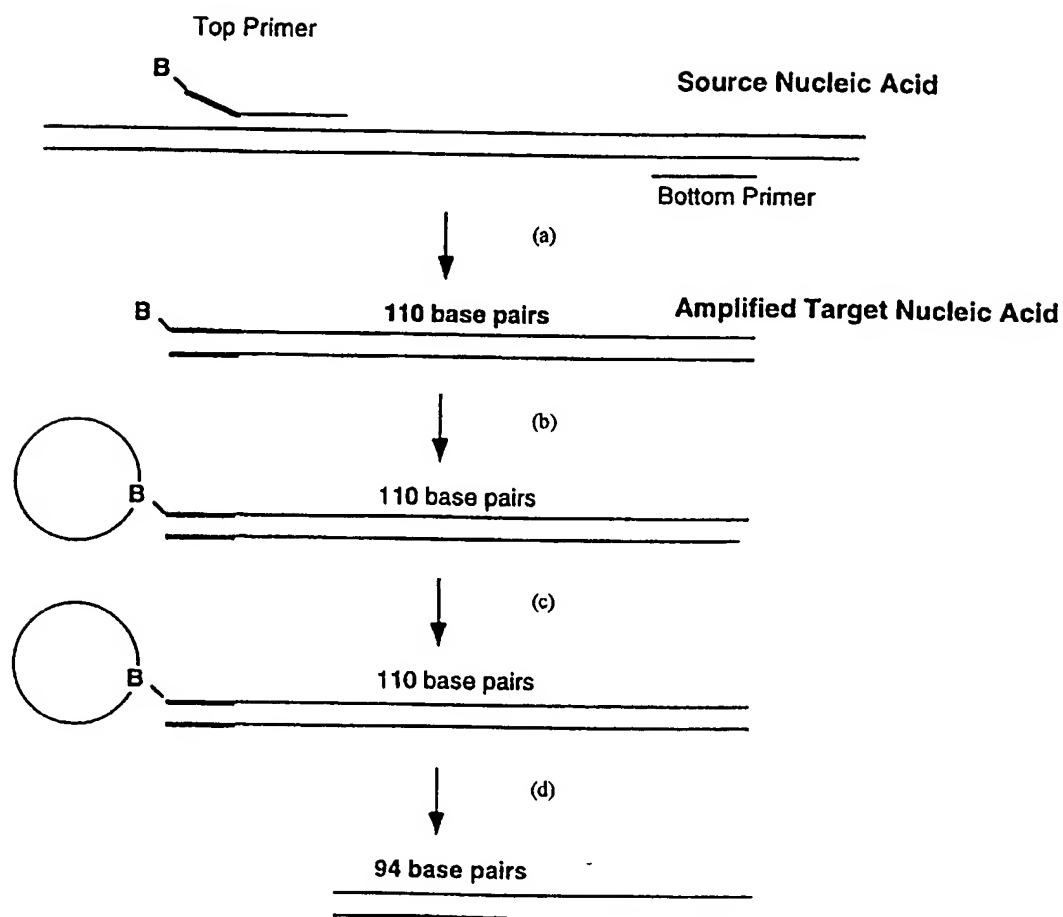 Top Primer
B
Source Nucleic Acid
Bottom Primer
(a)
B
110 base pairs
Amplified Target Nucleic Acid
(b)
B
110 base pairs
(c)
B
110 base pairs
(d)
94 base pairs